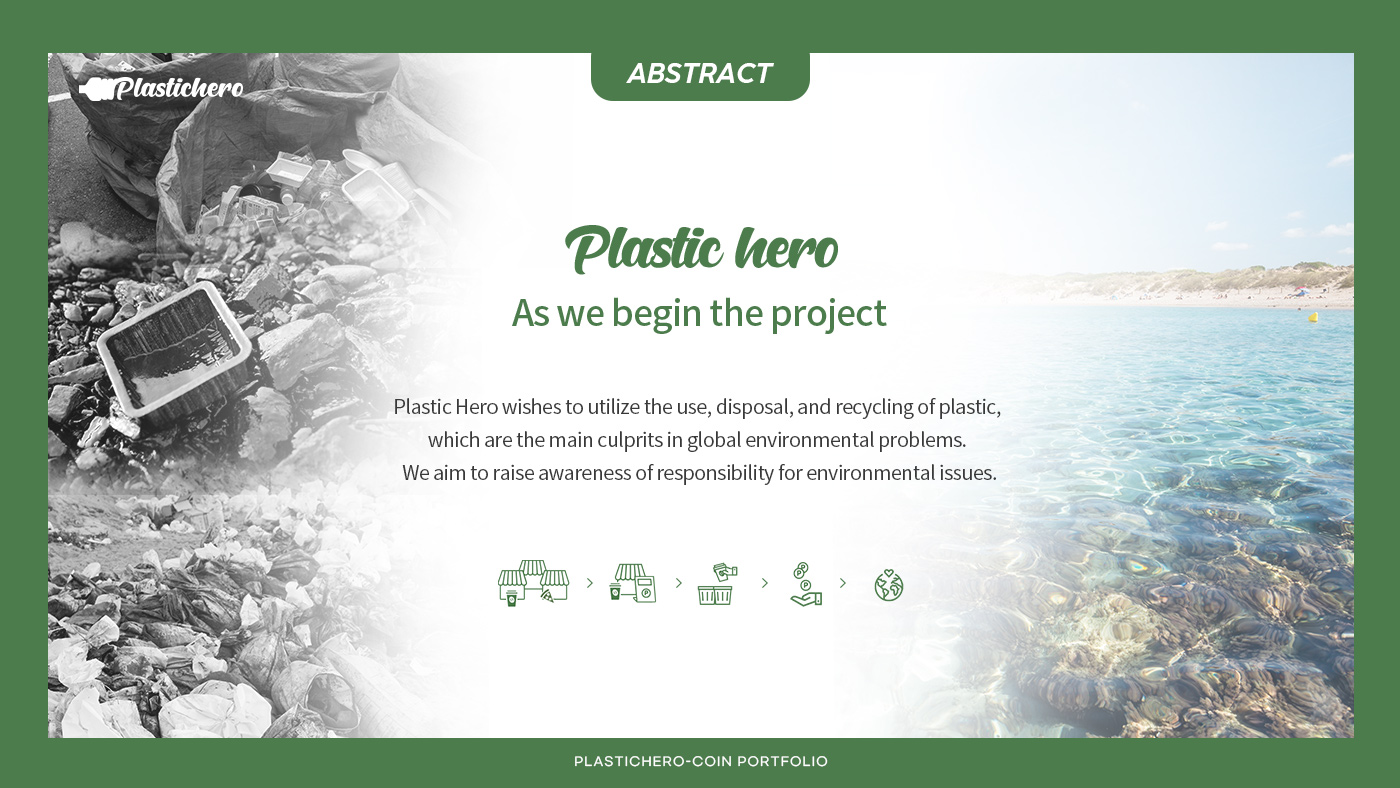 Plastichero
ABSTRACT
Plastic hero
As we begin the project
Plastic Hero wishes to utilize the use, disposal, and recycling of plastic,
which are the main culprits in global environmental problems.
We aim to raise awareness of responsibility for environmental issues.
PLASTICHERO-COIN PORTFOLIO